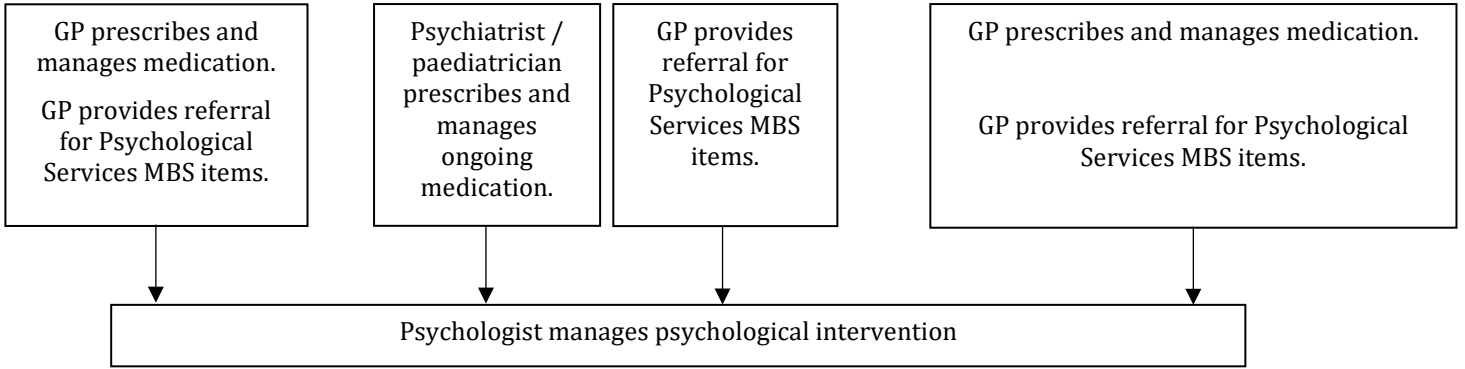 GP prescribes and
manages medication.
GP provides referral
for Psychological
Services MBS items.
Psychiatrist /
paediatrician
prescribes and
manages
ongoing
medication.
GP provides
referral for
Psychological
Services MBS
items.
GP prescribes and manages medication.
GP provides referral for Psychological
Services MBS items.
Psychologist manages psychological intervention